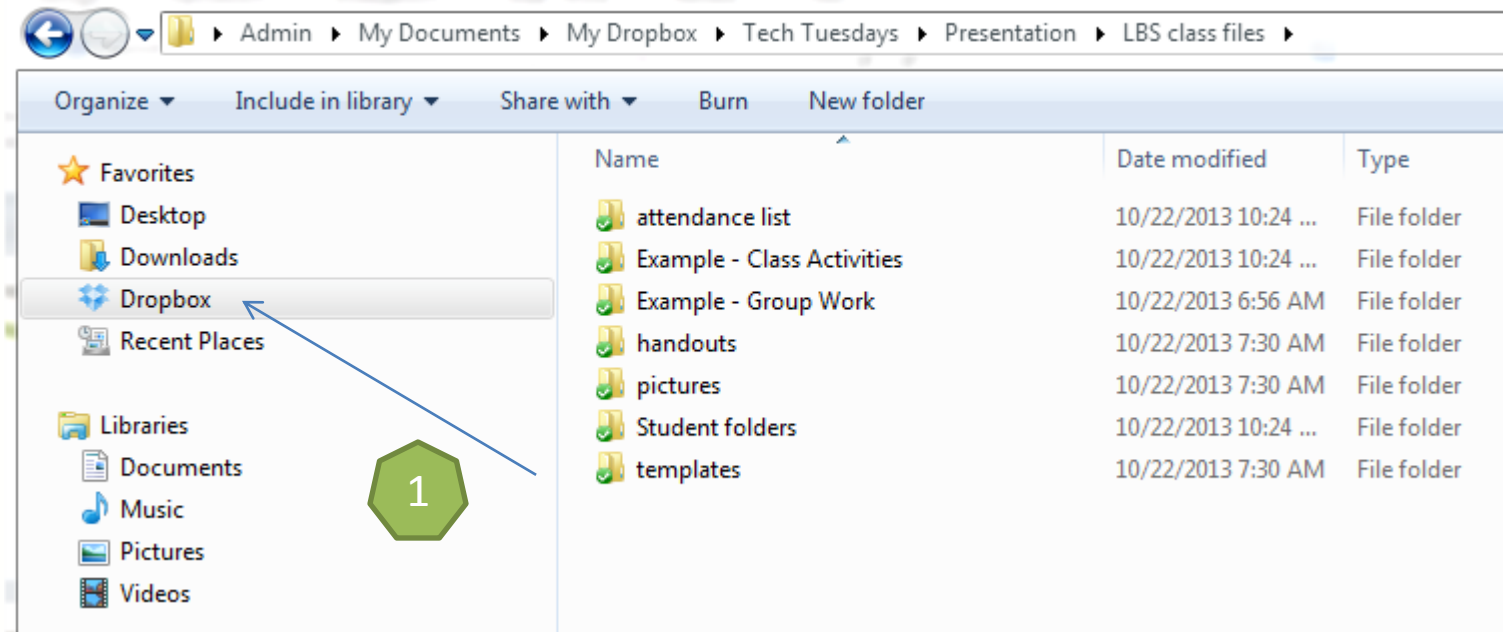 Admin ▸ My Documents ▸ My Dropbox ▸ Tech Tuesdays ▸ Presentation ▸ LBS class files ▸
Organize Include in library Share with Burn New folder
Name Date modified Type
Favorites
Desktop
Downloads
Dropbox
Recent Places
Libraries
Documents
Music
Pictures
Videos
1
attendance list 10/22/2013 10:24 ... File folder
Example - Class Activities 10/22/2013 10:24 ... File folder
Example - Group Work 10/22/2013 6:56 AM File folder
handouts 10/22/2013 7:30 AM File folder
pictures 10/22/2013 7:30 AM File folder
Student folders 10/22/2013 10:24 ... File folder
templates 10/22/2013 7:30 AM File folder